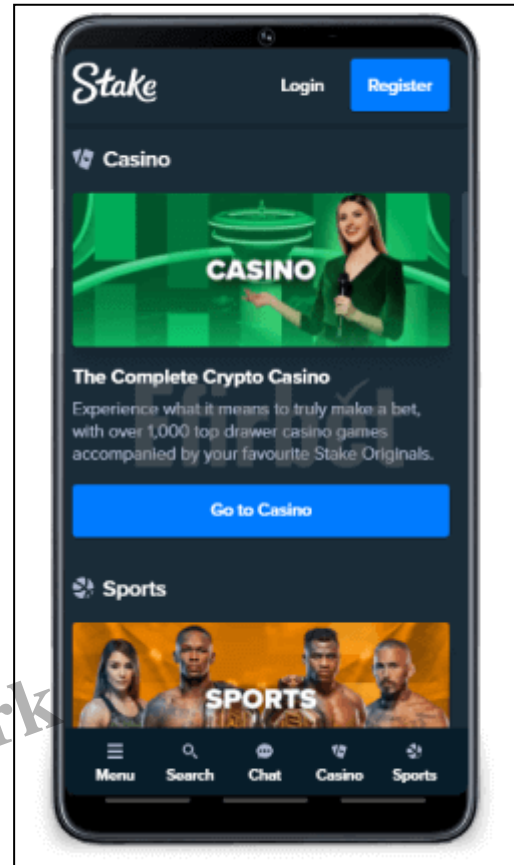 Stake
Login
Register
Casino
CASINO
The Complete Crypto Casino
Experience what it means to truly make a bet,
with over 1,000 top drawer casino games
accompanied by your favourite Stake Originals.
Efirbet
Go to Casino
Sports
SPORTS
rk
Menu
Search
Chat
Casino
Sports